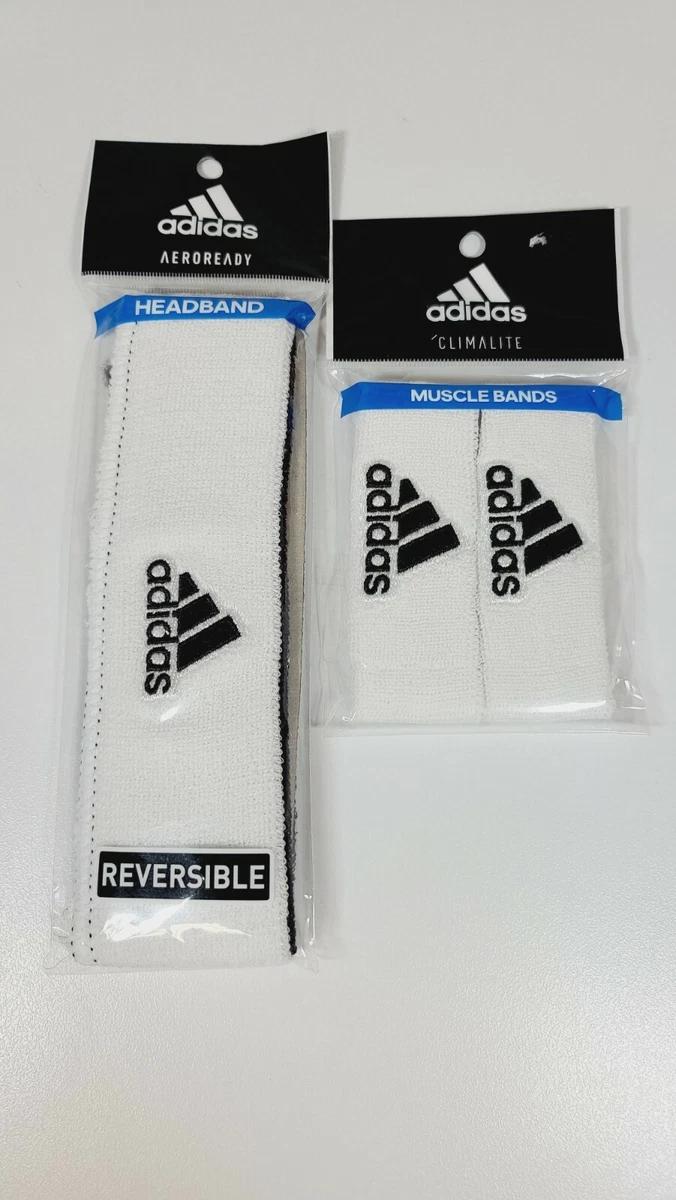 adidas
AEROREADY
HEADBAND
adidas
REVERSIBLE
adidas
CLIMALITE
MUSCLE BANDS
adidas
adidas